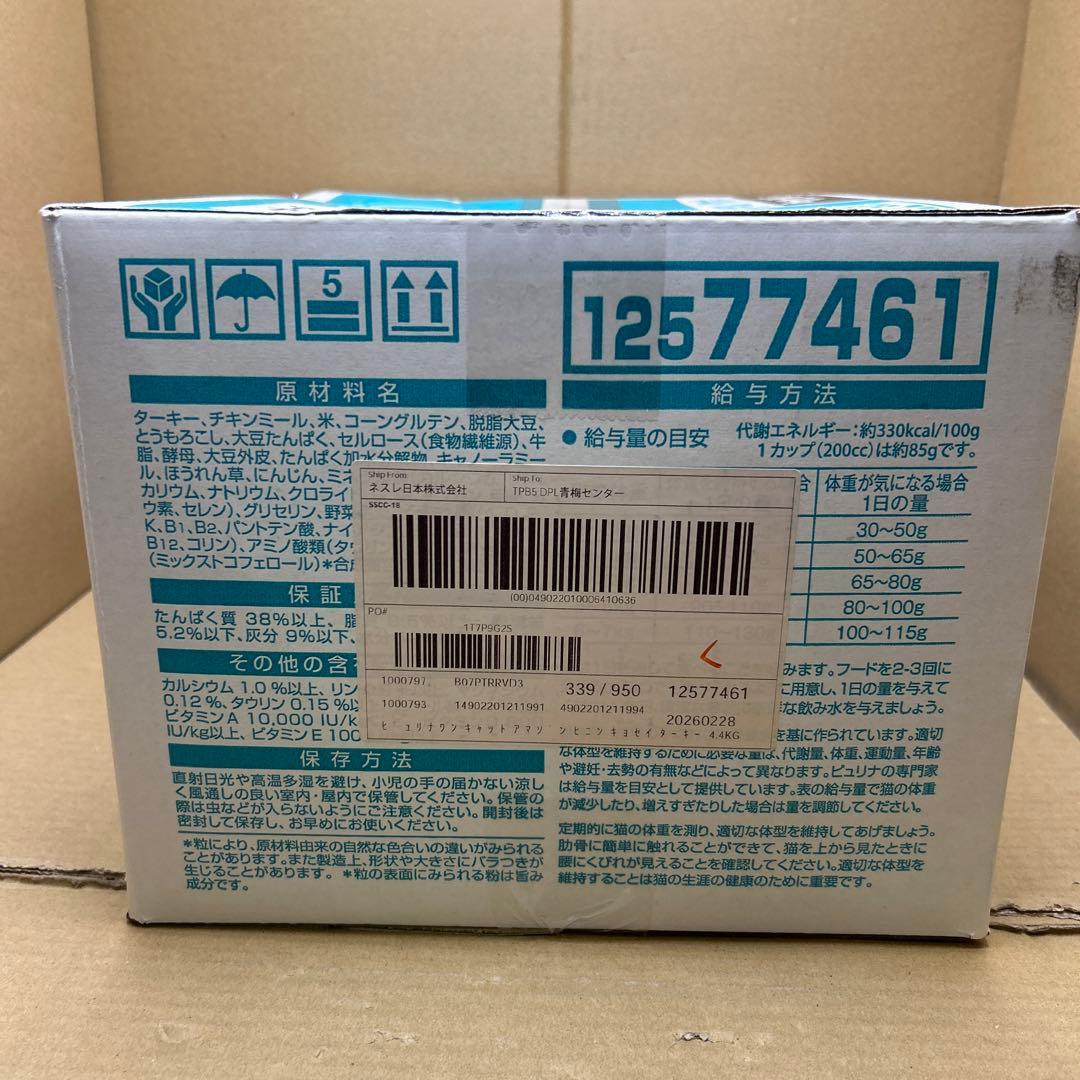 5
12577461
原材料名
ターキー、チキンミール、米、コーングルテン、脱脂大豆、
とうもろこし、大豆たんぱく、セルロース（食物繊維源）、牛
脂、酵母、大豆外皮、たんぱく加水分解物、キャノーラミー
ル、ほうれん草、にんじん、ミネ
カリウム、ナトリウム、クロライ
ウ素、セレン）、グリセリン、野菜
K、B1、B2、パントテン酸、ナイ
B12、コリン）、アミノ酸類（タウ
（ミックストコフェロール）＊合成
保証
たんぱく質 38%以上、脂
5.2%以下、灰分 9%以下、
その他の含有
カルシウム 1.0 %以上、リン
0.12 %、タウリン 0.15 %以
ビタミンA 10,000 IU/k
IU/kg以上、ビタミンE 100
保存方法
直射日光や高温多湿を避け、小児の手の届かない涼し
く風通しの良い室内・屋内で保管してください。保管の
際は虫などが入らないようにご注意ください。開封後は
密封して保存し、お早めにお使いください。
＊粒により、原材料由来の自然な色合いの違いがみられる
ことがあります。また製造上、形状や大きさにバラつきが
生じることがあります。＊粒の表面にみられる粉は旨み
成分です。
給与方法
● 給与量の目安
代謝エネルギー：約330kcal/100g
1 カップ（200cc）は約85gです。
合
体重が気になる場合
1日の量
30〜50g
50〜65g
65〜80g
80〜100g
100〜115g
みます。フードを2-3回に
に用意し、1日の量を与えて
な飲み水を与えましょう。
を基に作られています。適切
な体型を維持するために必要な量は、代謝量、体重、運動量、年齢
や避妊・去勢の有無などによって異なります。ピュリナの専門家
は給与量を目安として提供しています。表の給与量で猫の体重
が減少したり、増えすぎたりした場合は量を調節してください。
定期的に猫の体重を測り、適切な体型を維持してあげましょう。
肋骨に簡単に触れることができて、猫を上から見たときに
腰にくびれが見えることを確認してください。適切な体型を
維持することは猫の生涯の健康のために重要です。
Ship From
ネスレ日本株式会社
Ship To:
TPB5 DPL青梅センター
SSCC-18
(00)049022010006410636
PO#
1T7P9G2S
1000797. B07PTRRVD3 339 / 950 12577461
1000793 14902201211991 4902201211994 20260228
ピュリナワンキャットアマゾンヒニンキョセイターキー 4.4KG